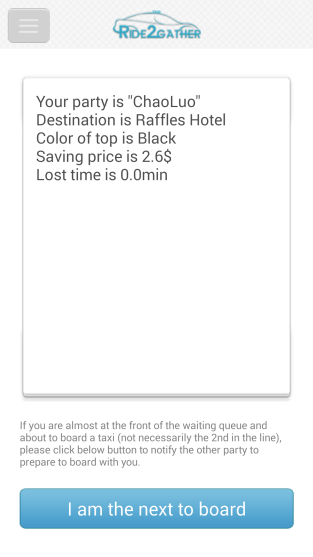 RIDE2GATHER
Your party is "ChaoLuo"
Destination is Raffles Hotel
Color of top is Black
Saving price is 2.6$
Lost time is 0.0min
If you are almost at the front of the waiting queue and
about to board a taxi (not necessarily the 2nd in the line),
please click below button to notify the other party to
prepare to board with you.
I am the next to board